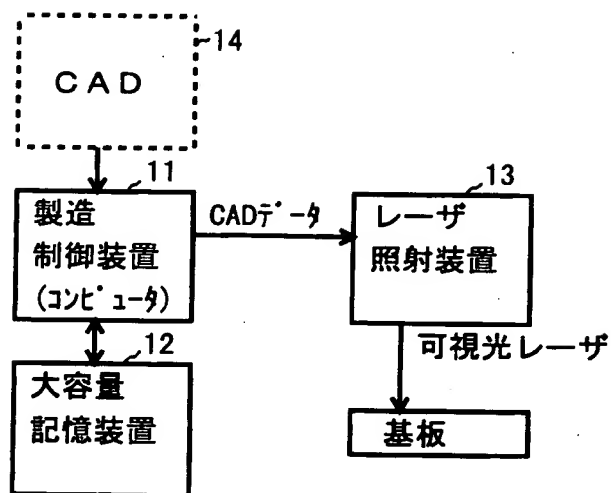 14
CAD
11
製造
制御装置
(コンピュータ)
CADデータ
13
レーザ
照射装置
可視光レーザ
12
大容量
記憶装置
基板